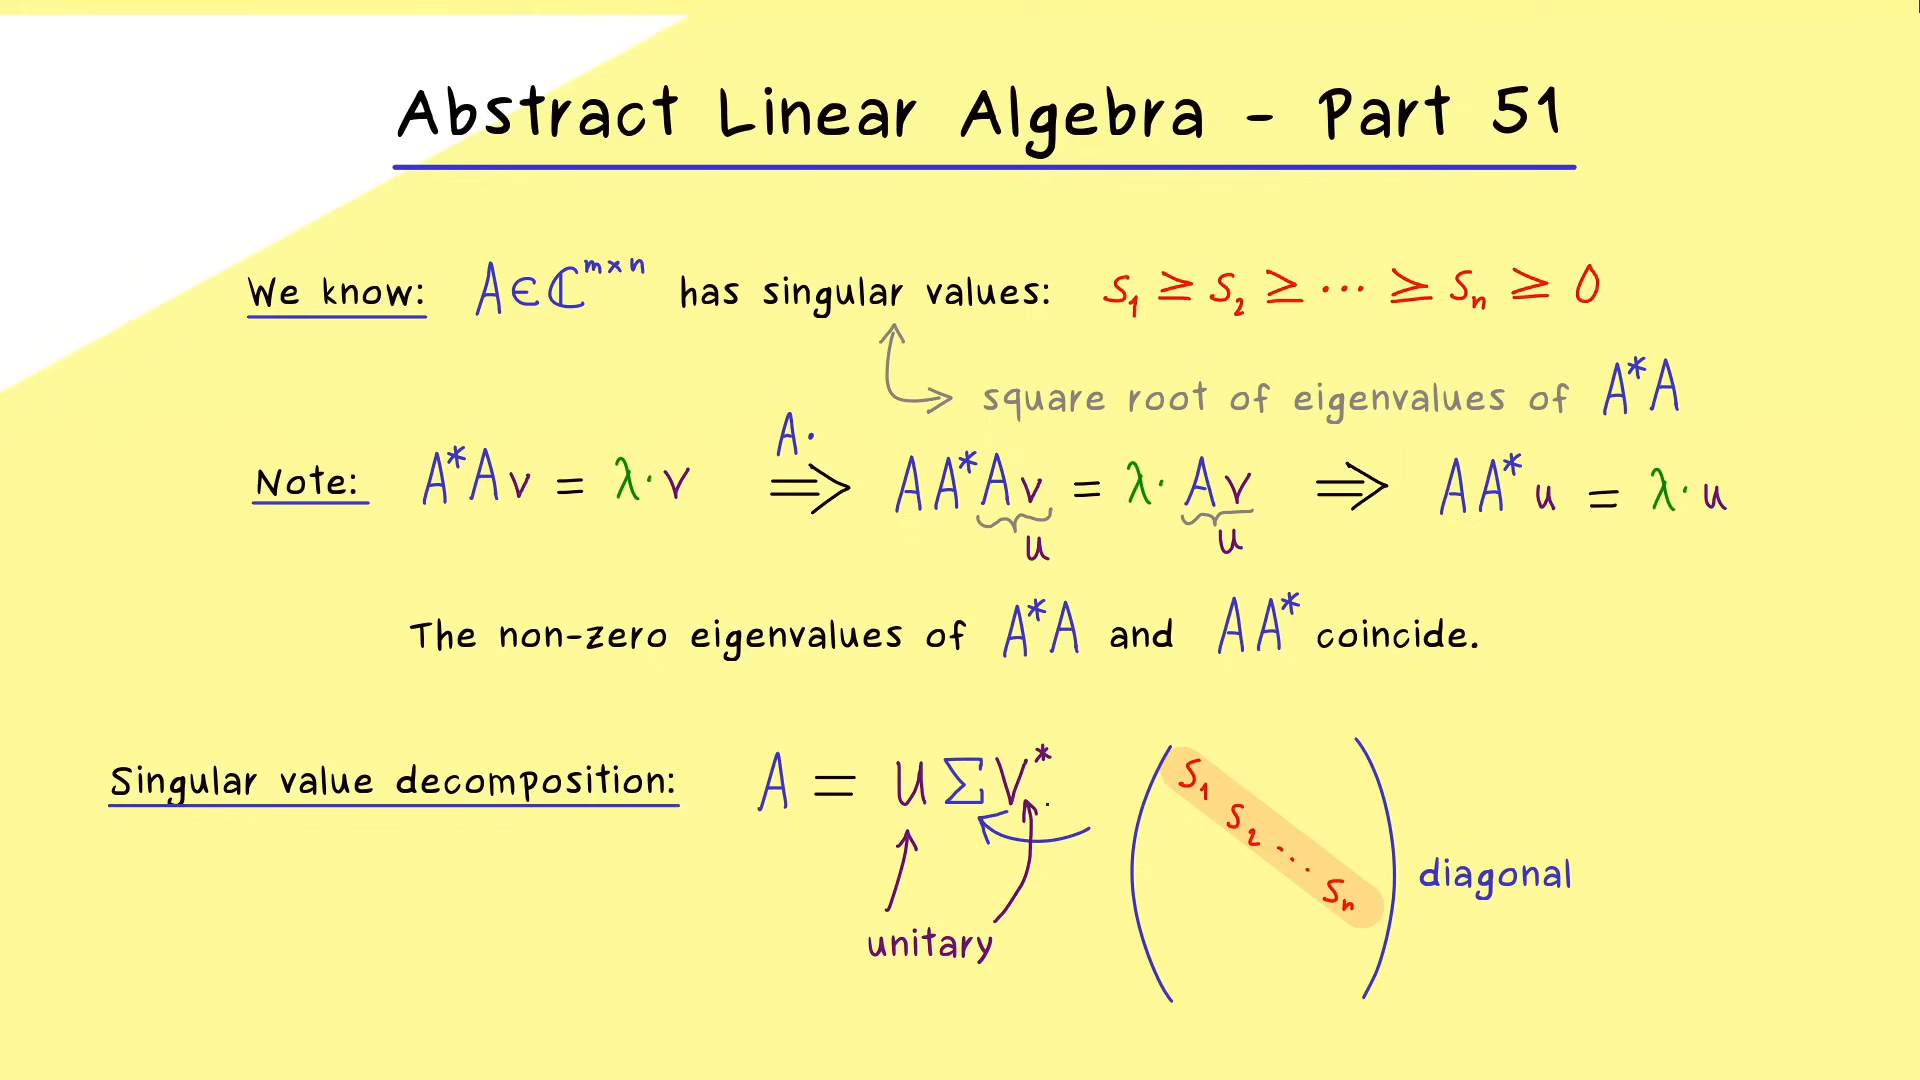 Abstract Linear Algebra - Part 51
We know: A∈ℂ^{m×n} has singular values: s₁ ≥ s₂ ≥ ⋯ ≥ sₙ ≥ 0
square root of eigenvalues of A*A
A·
Note: A*Av = λ·v ⟹ AA*Av = λ·Av ⟹ AA*u = λ·u
u u
The non-zero eigenvalues of A*A and AA* coincide.
Singular value decomposition: A = UΣV* ( s₁ s₂ ⋱ sₙ ) diagonal
unitary